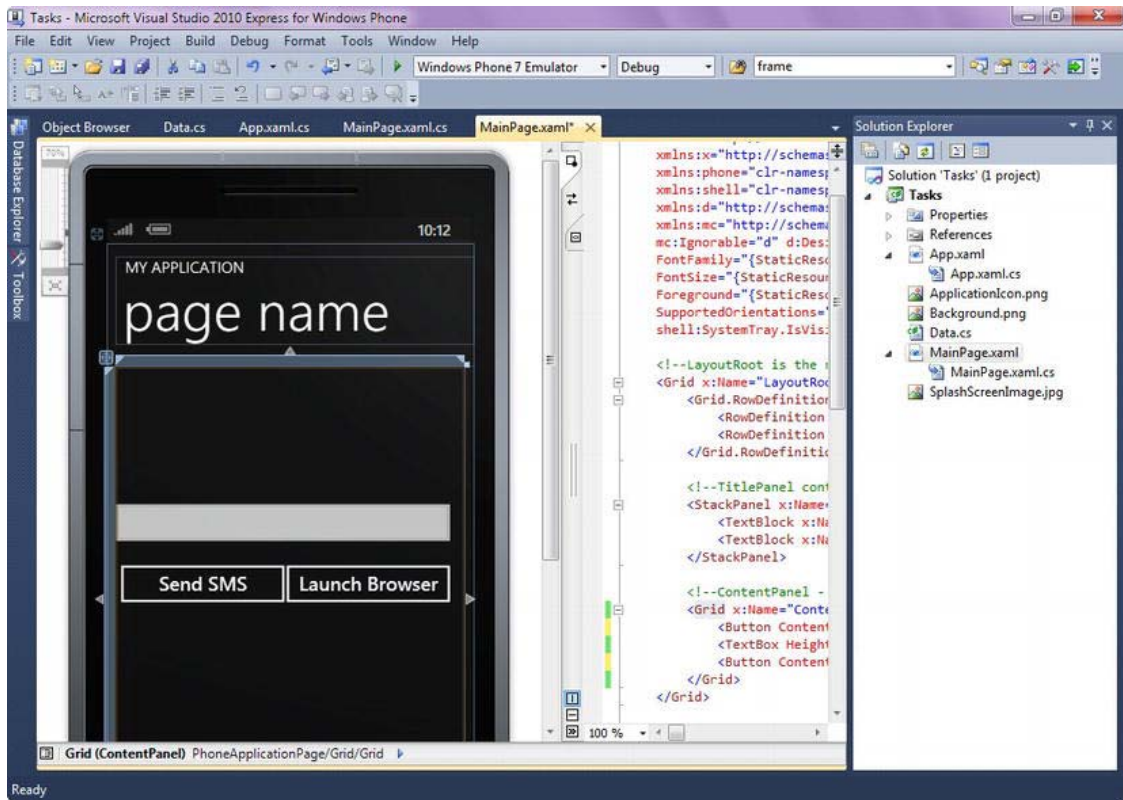 Tasks - Microsoft Visual Studio 2010 Express for Windows Phone
File Edit View Project Build Debug Format Tools Window Help
Windows Phone 7 Emulator Debug frame
Object Browser Data.cs App.xaml.cs MainPage.xaml.cs MainPage.xaml* Solution Explorer
Database Explorer
Toolbox
70%
10:12
MY APPLICATION
page name
Send SMS Launch Browser
xmlns:x="http://schemas
xmlns:phone="clr-namesp
xmlns:shell="clr-namesp
xmlns:d="http://schemas
xmlns:mc="http://schema
mc:Ignorable="d" d:Desi
FontFamily="{StaticReso
FontSize="{StaticResour
Foreground="{StaticReso
SupportedOrientations="
shell:SystemTray.IsVisi
<!--LayoutRoot is the
<Grid x:Name="LayoutRoo
<Grid.RowDefinition
<RowDefinition
<RowDefinition
</Grid.RowDefinitio
<!--TitlePanel cont
<StackPanel x:Name=
<TextBlock x:Na
<TextBlock x:Na
</StackPanel>
<!--ContentPanel -
<Grid x:Name="Conte
<Button Content
<TextBox Height
<Button Content
</Grid>
</Grid>
100 %
Solution 'Tasks' (1 project)
Tasks
Properties
References
App.xaml
App.xaml.cs
ApplicationIcon.png
Background.png
Data.cs
MainPage.xaml
MainPage.xaml.cs
SplashScreenImage.jpg
Grid (ContentPanel) PhoneApplicationPage/Grid/Grid
Ready